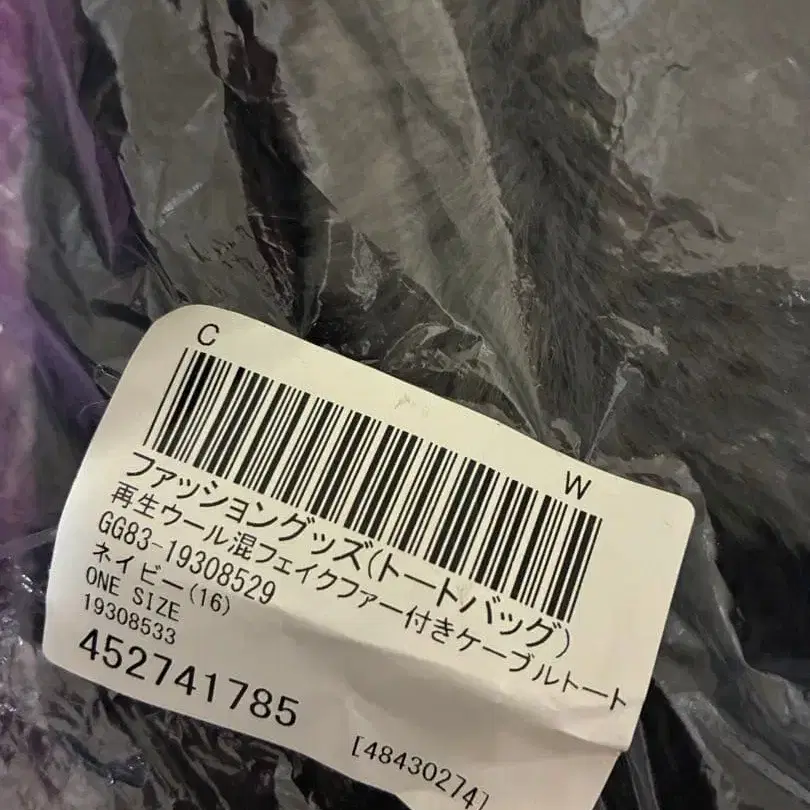 C
W
ファッショングッズ(トートバッグ)
再生ウール混フェイクファー付きケーブルトート
GG83-19308529
ネイビー(16)
ONE SIZE
19308533
452741785
[48430274]